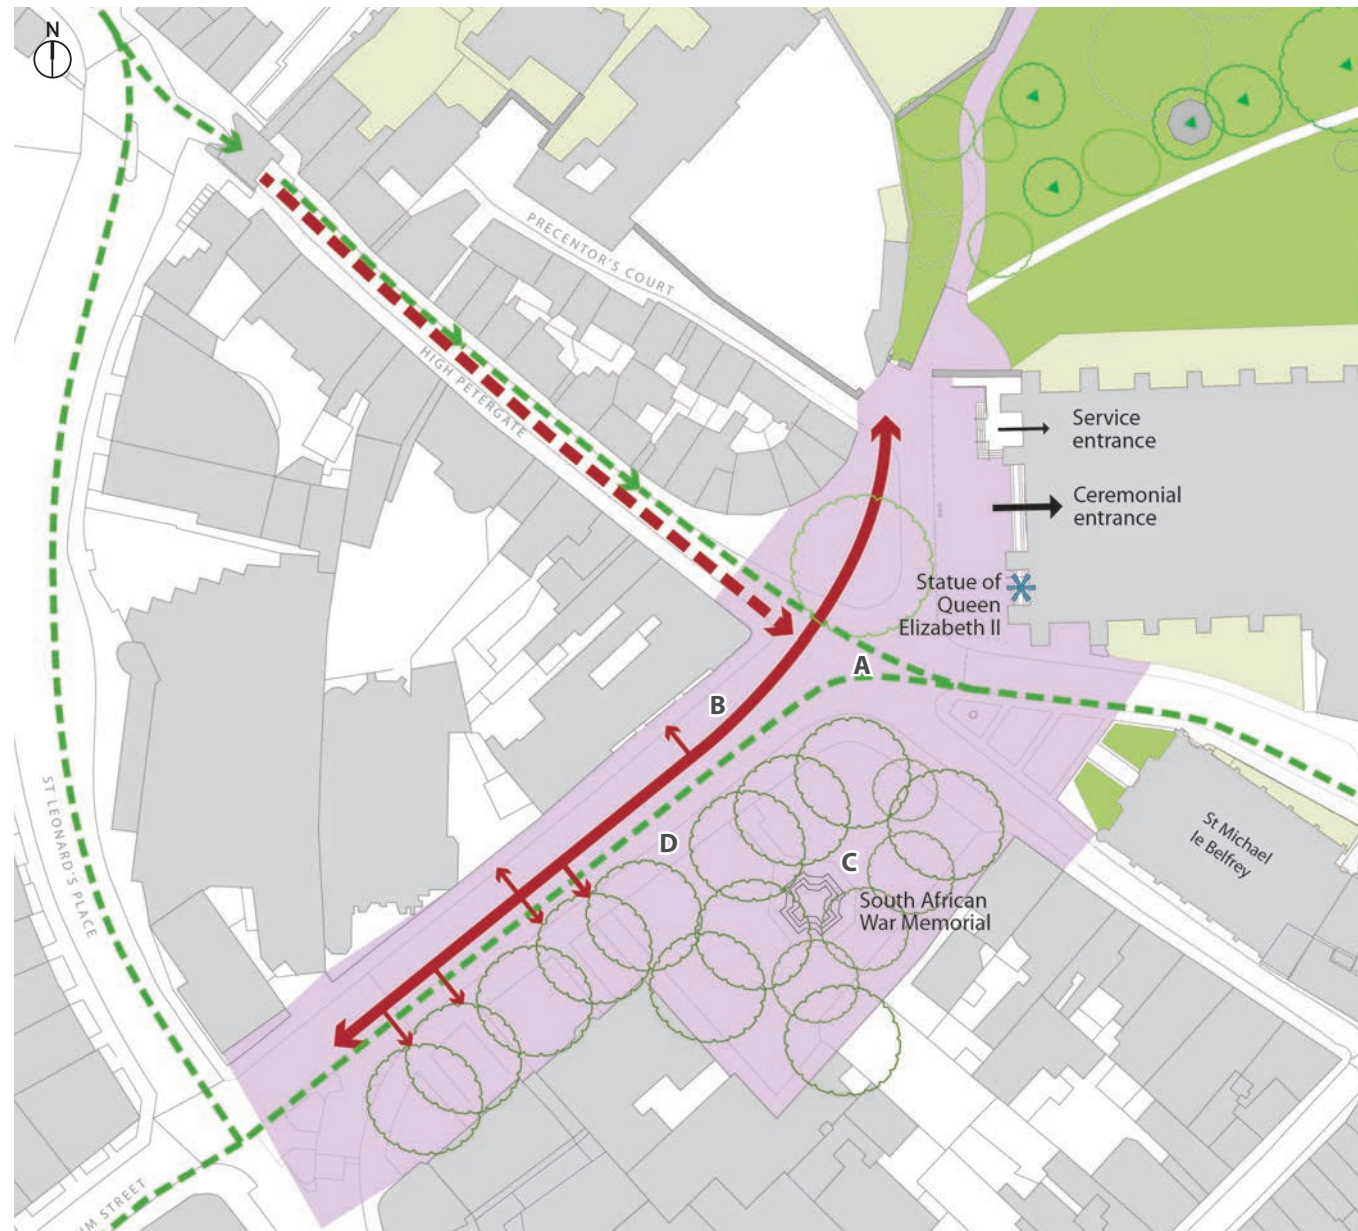 N
PRECENTOR'S COURT
HIGH PETERGATE
Service
entrance
Ceremonial
entrance
Statue of
Queen
Elizabeth II
A
B
ST LEONARD'S PLACE
D
C
South African
War Memorial
St Michael
le Belfrey
STREET